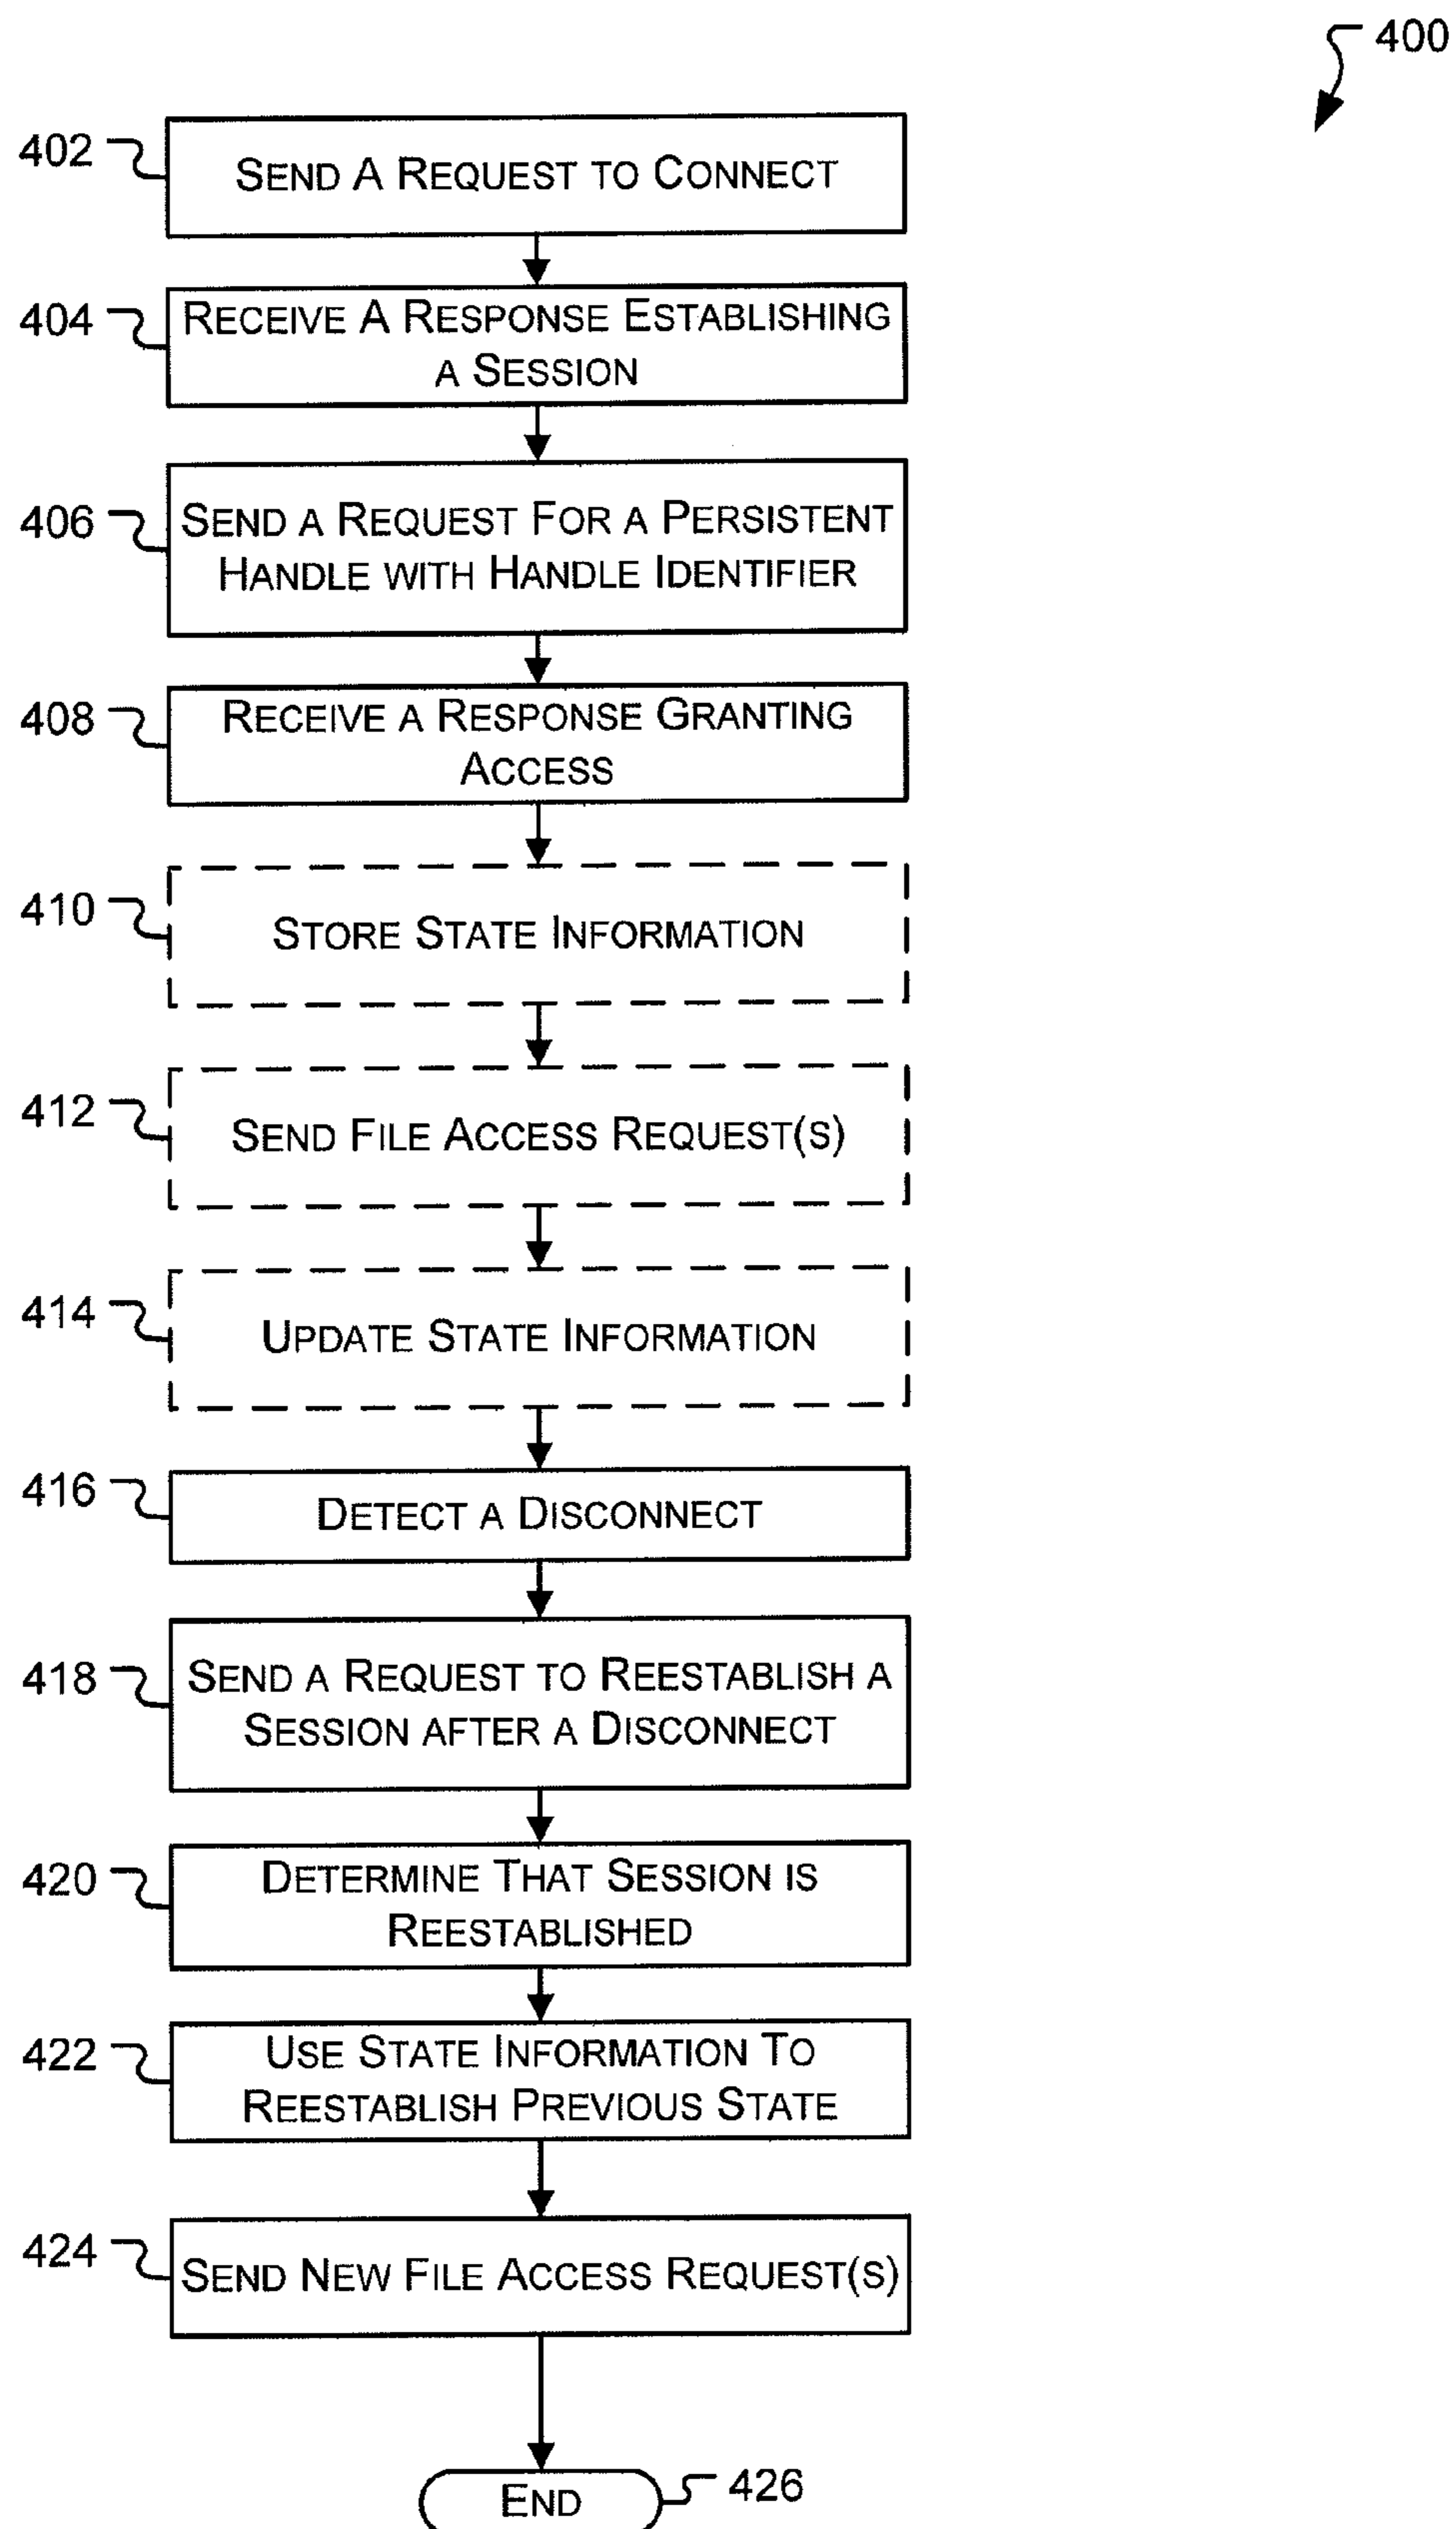 400
402
SEND A REQUEST TO CONNECT
404
RECEIVE A RESPONSE ESTABLISHING
A SESSION
406
SEND A REQUEST FOR A PERSISTENT
HANDLE WITH HANDLE IDENTIFIER
408
RECEIVE A RESPONSE GRANTING
ACCESS
410
STORE STATE INFORMATION
412
SEND FILE ACCESS REQUEST(S)
414
UPDATE STATE INFORMATION
416
DETECT A DISCONNECT
418
SEND A REQUEST TO REESTABLISH A
SESSION AFTER A DISCONNECT
420
DETERMINE THAT SESSION IS
REESTABLISHED
422
USE STATE INFORMATION TO
REESTABLISH PREVIOUS STATE
424
SEND NEW FILE ACCESS REQUEST(S)
END
426